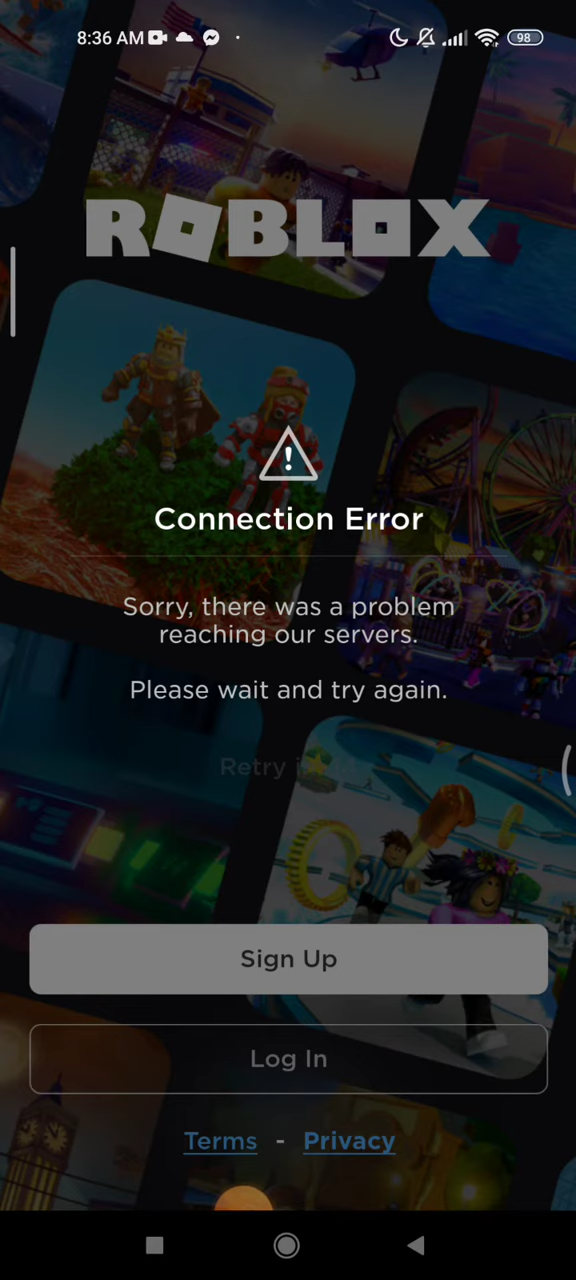 8:36 AM
98
ROBLOX
Connection Error
Sorry, there was a problem
reaching our servers.
Please wait and try again.
Retry
Sign Up
Log In
Terms - Privacy